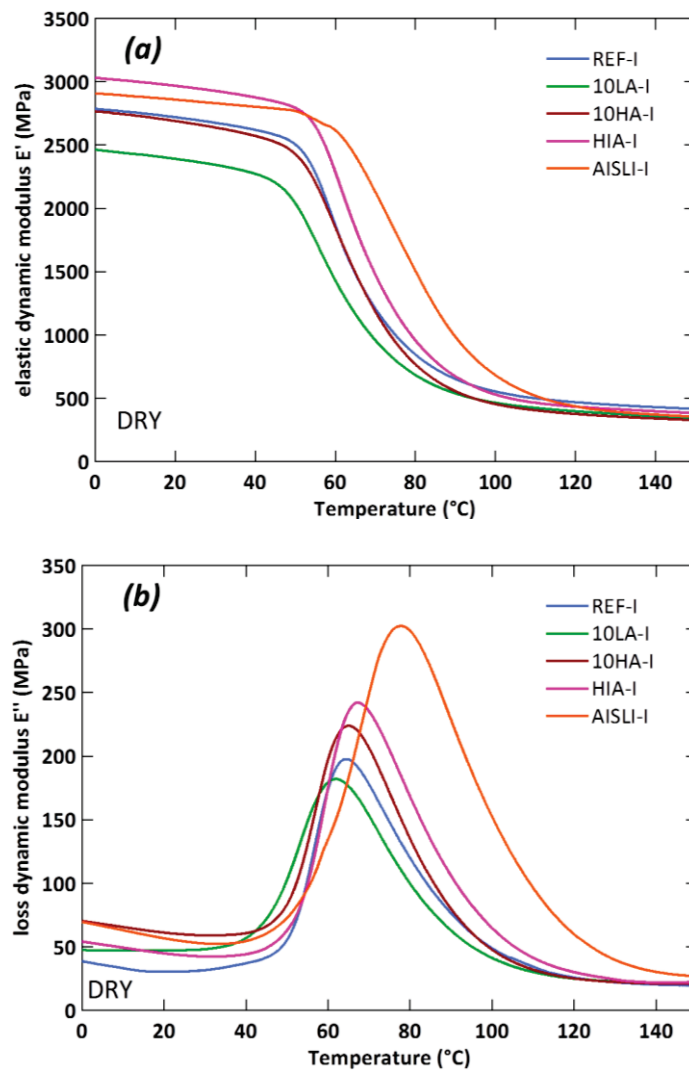 (a)
REF-I
10LA-I
10HA-I
HIA-I
AISLI-I
3500
3000
2500
2000
1500
1000
500
0
elastic dynamic modulus E' (MPa)
DRY
0 20 40 60 80 100 120 140
Temperature (°C)
(b)
REF-I
10LA-I
10HA-I
HIA-I
AISLI-I
350
300
250
200
150
100
50
0
loss dynamic modulus E" (MPa)
DRY
0 20 40 60 80 100 120 140
Temperature (°C)